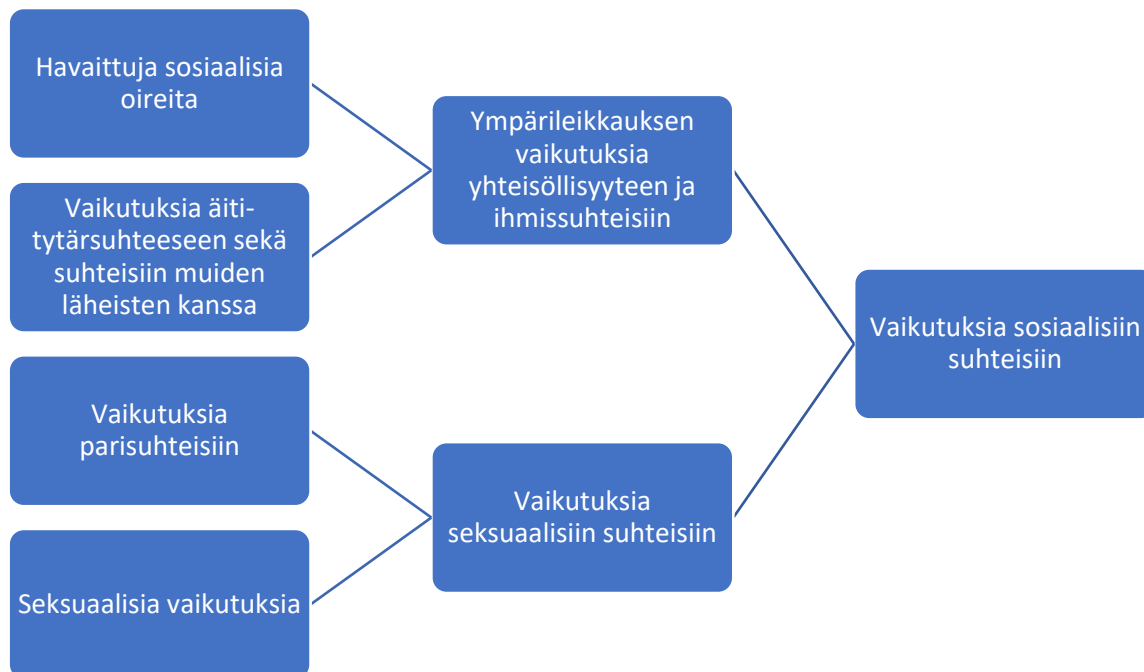 Havaittuja sosiaalisia
oireita
Vaikutuksia äiti-
tytärsuhteeseen sekä
suhteisiin muiden
läheisten kanssa
Vaikutuksia
parisuhteisiin
Seksuaalisia vaikutuksia
Ympärileikkauksen
vaikutuksia
yhteisöllisyyteen ja
ihmissuhteisiin
Vaikutuksia
seksuaalisiin suhteisiin
Vaikutuksia sosiaalisiin
suhteisiin